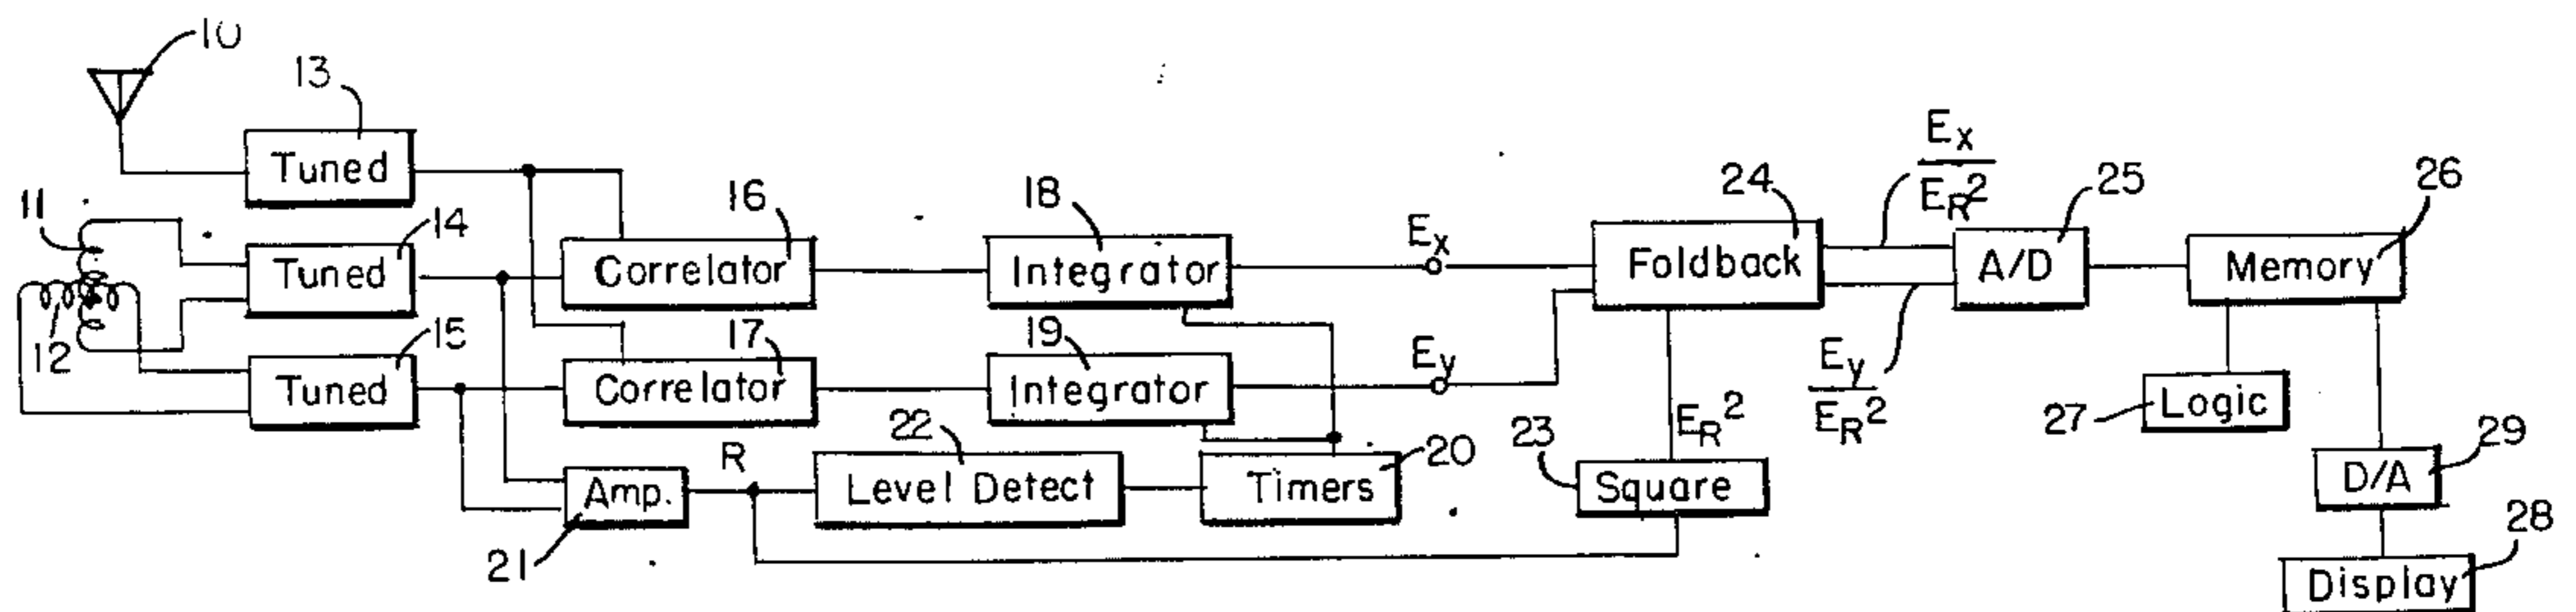 10
13
Tuned
11
14
Tuned
12
15
Tuned
16
Correlator
17
Correlator
18
Integrator
19
Integrator
Ex
Ey
24
Foldback
Ex
ER²
Ey
ER²
25
A/D
26
Memory
27
Logic
29
D/A
28
Display
21
Amp.
R
22
Level Detect
20
Timers
23
Square
ER²